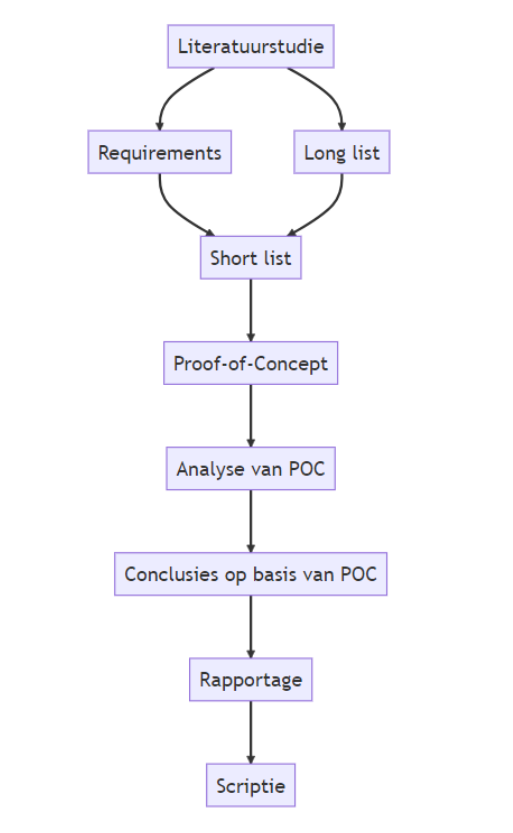 Literatuurstudie
Requirements
Long list
Short list
Proof-of-Concept
Analyse van POC
Conclusies op basis van POC
Rapportage
Scriptie